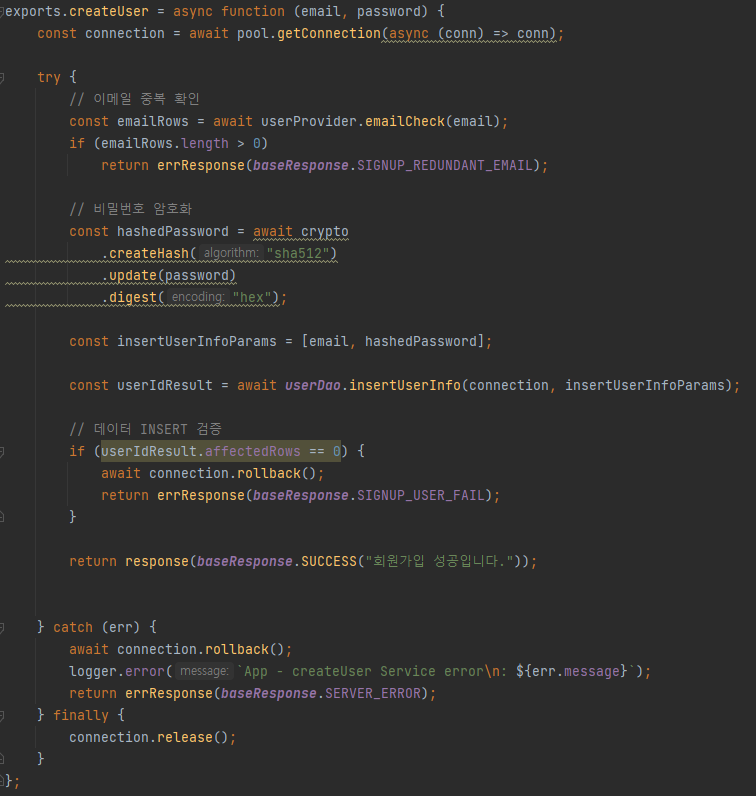 exports.createUser = async function (email, password) {
    const connection = await pool.getConnection(async (conn) => conn);
    try {
        // 이메일 중복 확인
        const emailRows = await userProvider.emailCheck(email);
        if (emailRows.length > 0)
            return errResponse(baseResponse.SIGNUP_REDUNDANT_EMAIL);
        // 비밀번호 암호화
        const hashedPassword = await crypto
            .createHash( algorithm: "sha512")
            .update(password)
            .digest( encoding: "hex");
        const insertUserInfoParams = [email, hashedPassword];
        const userIdResult = await userDao.insertUserInfo(connection, insertUserInfoParams);
        // 데이터 INSERT 검증
        if (userIdResult.affectedRows == 0) {
            await connection.rollback();
            return errResponse(baseResponse.SIGNUP_USER_FAIL);
        }
        return response(baseResponse.SUCCESS("회원가입 성공입니다."));
    } catch (err) {
        await connection.rollback();
        logger.error( message: `App - createUser Service error\n: ${err.message}`);
        return errResponse(baseResponse.SERVER_ERROR);
    } finally {
        connection.release();
    }
};